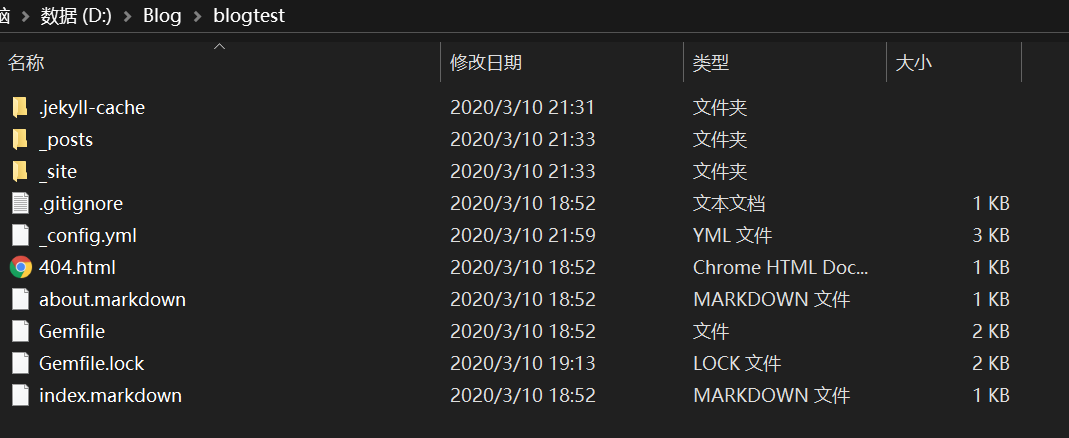 脑 > 数据 (D:) > Blog > blogtest
名称 修改日期 类型 大小
.jekyll-cache 2020/3/10 21:31 文件夹
_posts 2020/3/10 21:33 文件夹
_site 2020/3/10 21:33 文件夹
.gitignore 2020/3/10 18:52 文本文档 1 KB
_config.yml 2020/3/10 21:59 YML 文件 3 KB
404.html 2020/3/10 18:52 Chrome HTML Doc... 1 KB
about.markdown 2020/3/10 18:52 MARKDOWN 文件 1 KB
Gemfile 2020/3/10 18:52 文件 2 KB
Gemfile.lock 2020/3/10 19:13 LOCK 文件 2 KB
index.markdown 2020/3/10 18:52 MARKDOWN 文件 1 KB